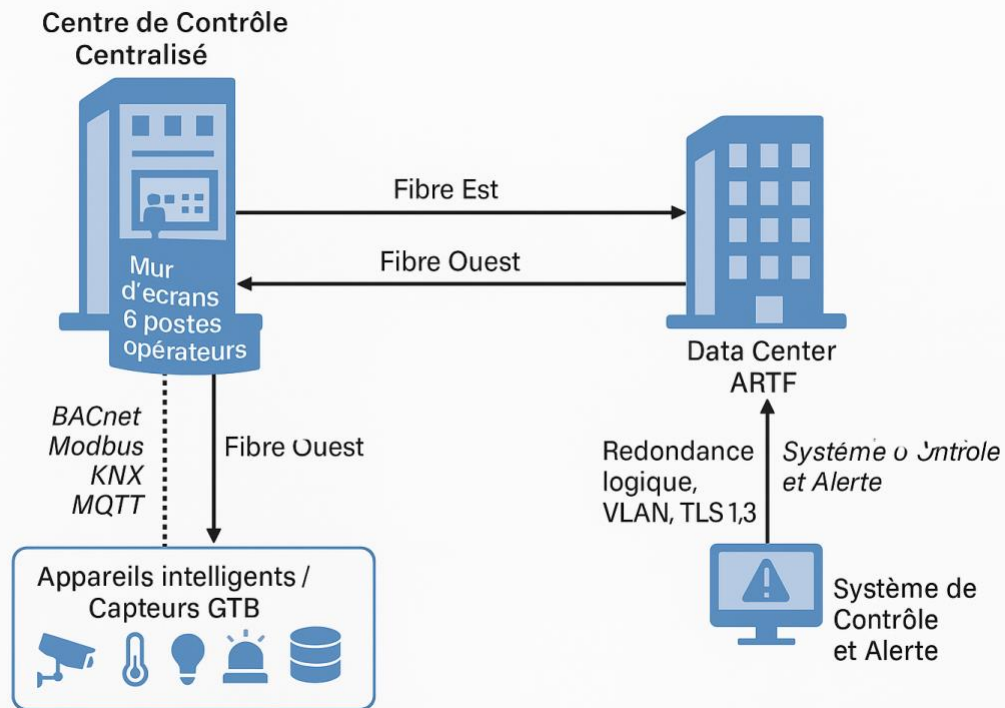 Centre de Contrôle
Centralisé
Fibre Est
Fibre Ouest
Mur
d'ecrans
6 postes
opérateurs
Data Center
ARTF
BACnet
Modbus
KNX
MQTT
Fibre
Redondance
logique,
VLAN, TLS 1,3
Systéme
et Alerte
Appareils intelligents /
Capteurs GTB
Système de
Contrôle
et Alerte